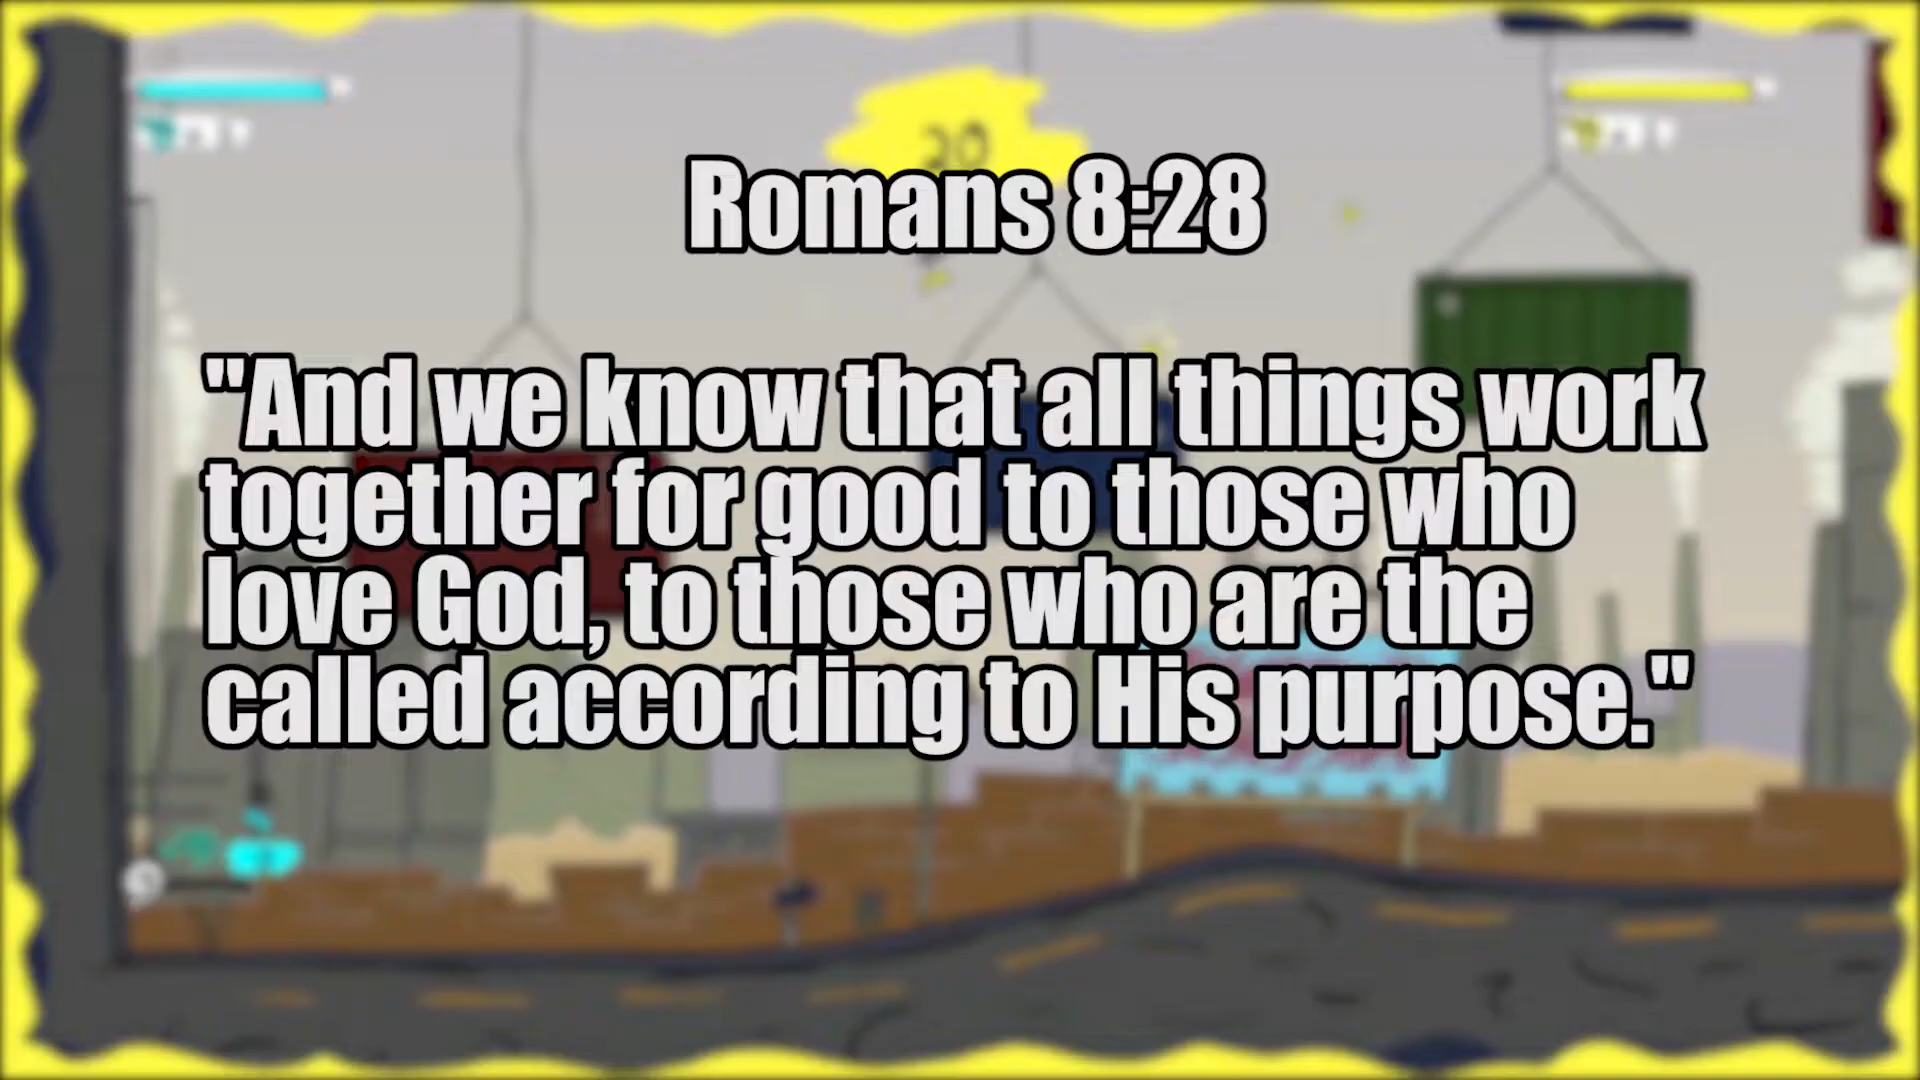 20
Romans 8:28
"And we know that all things work
together for good to those who
love God, to those who are the
called according to His purpose."